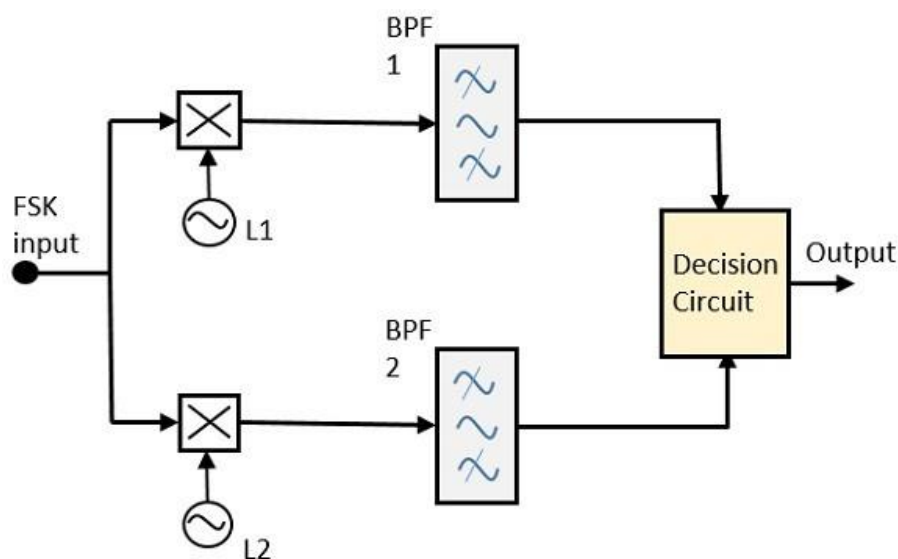 BPF
1
FSK
input
L1
Decision
Circuit
Output
BPF
2
L2